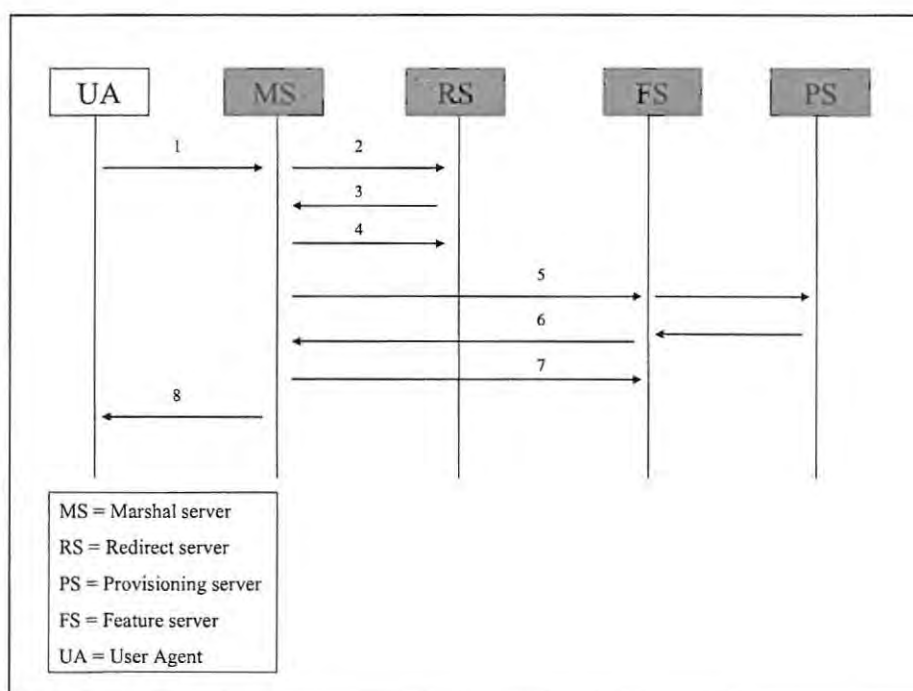 UA MS RS FS PS
1 2
3
4
5
6
7
8
MS = Marshal server
RS = Redirect server
PS = Provisioning server
FS = Feature server
UA = User Agent